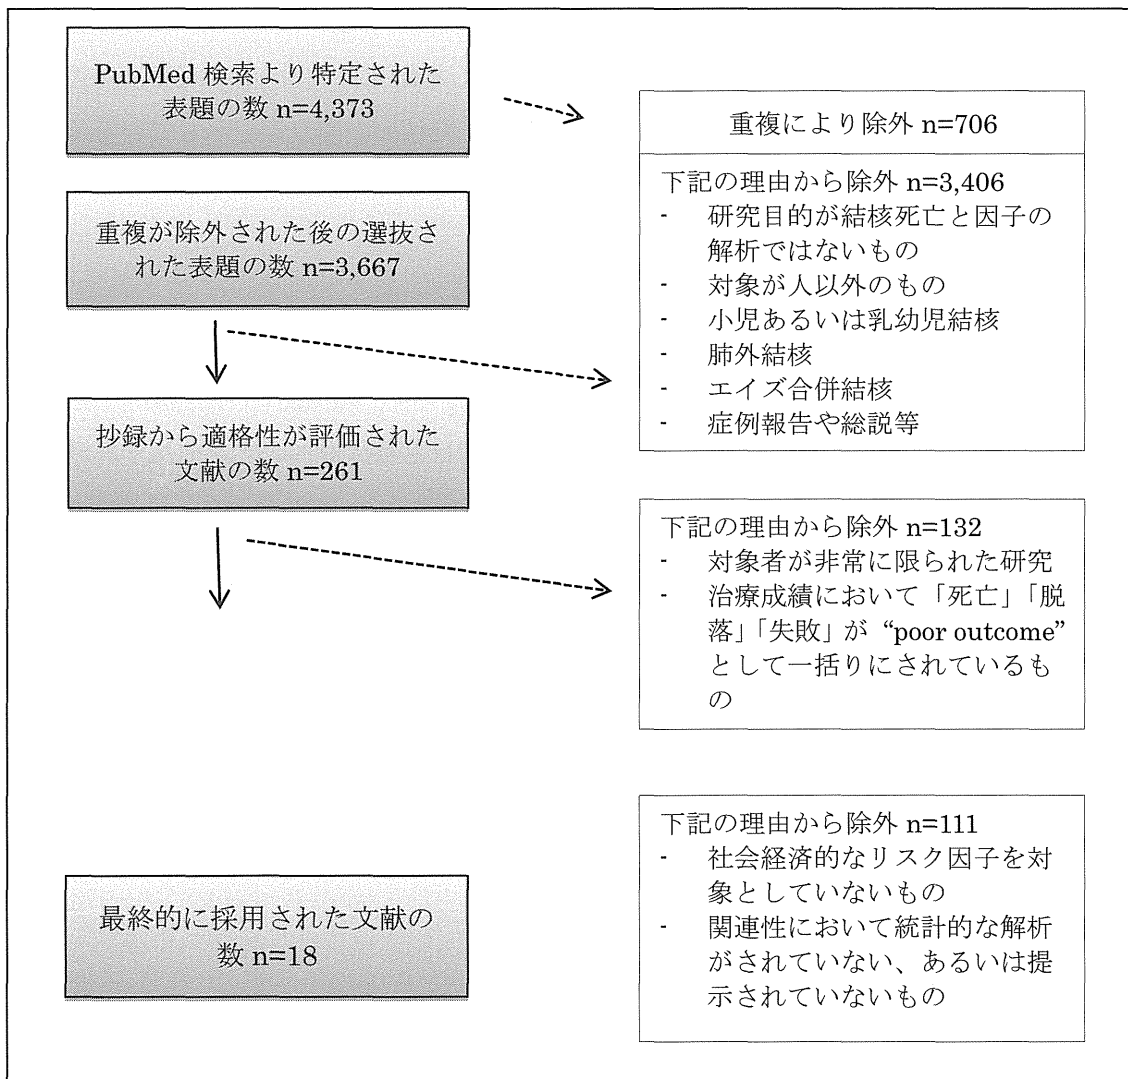 PubMed 検索より特定された
表題の数 n=4,373
重複により除外 n=706
重複が除外された後の選抜さ
れた表題の数 n=3,667
下記の理由から除外 n=3,406
- 研究目的が結核死亡と因子の
解析ではないもの
- 対象が人以外のもの
- 小児あるいは乳幼児結核
- 肺外結核
- エイズ合併結核
- 症例報告や総説等
抄録から適格性が評価された
文献の数 n=261
下記の理由から除外 n=132
- 対象者が非常に限られた研究
- 治療成績において「死亡」「脱
落」「失敗」が “poor outcome”
として一括りにされているも
の
下記の理由から除外 n=111
- 社会経済的なリスク因子を対
象としていないもの
- 関連性において統計的な解析
がされていない、あるいは提
示されていないもの
最終的に採用された文献の
数 n=18